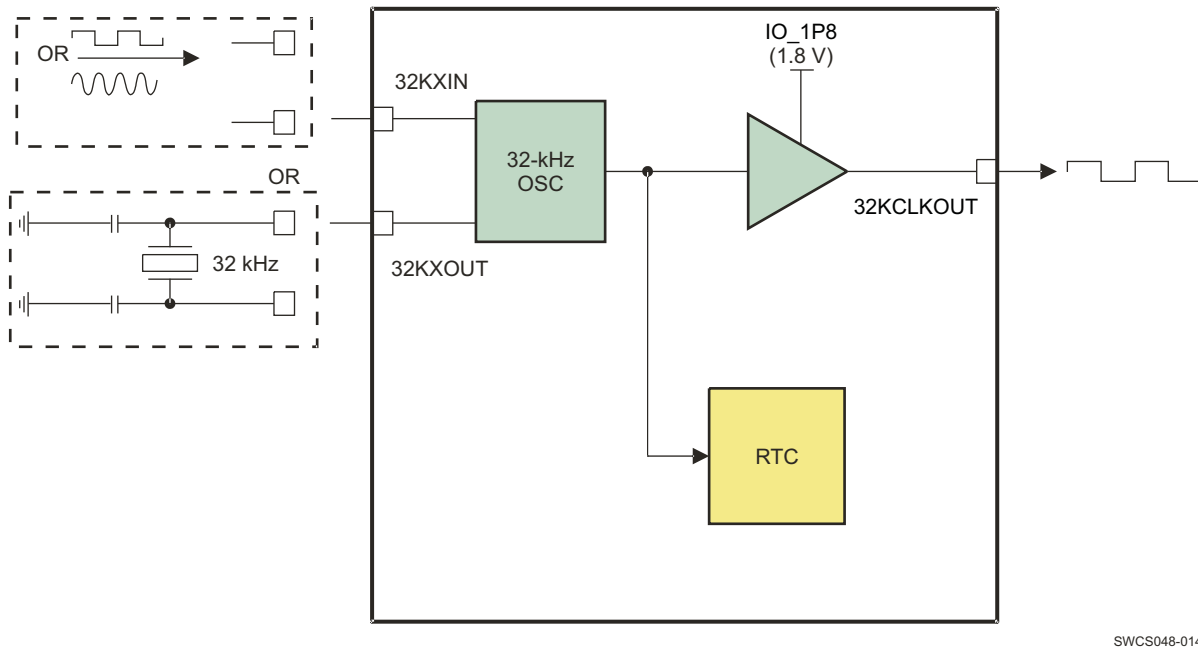 OR
OR
32 kHz
32KXIN
32KXOUT
32-kHz
OSC
IO_1P8
(1.8 V)
32KCLKOUT
RTC
SWCS048-014